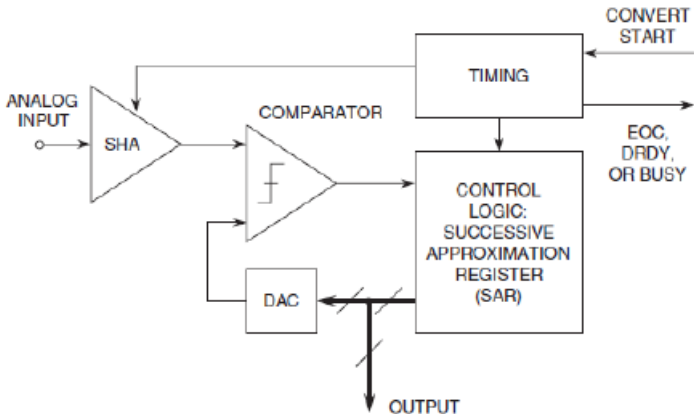 CONVERT
START
TIMING
ANALOG
INPUT
COMPARATOR
SHA
EOC,
DRDY,
OR BUSY
CONTROL
LOGIC:
SUCCESSIVE
APPROXIMATION
REGISTER
(SAR)
DAC
OUTPUT